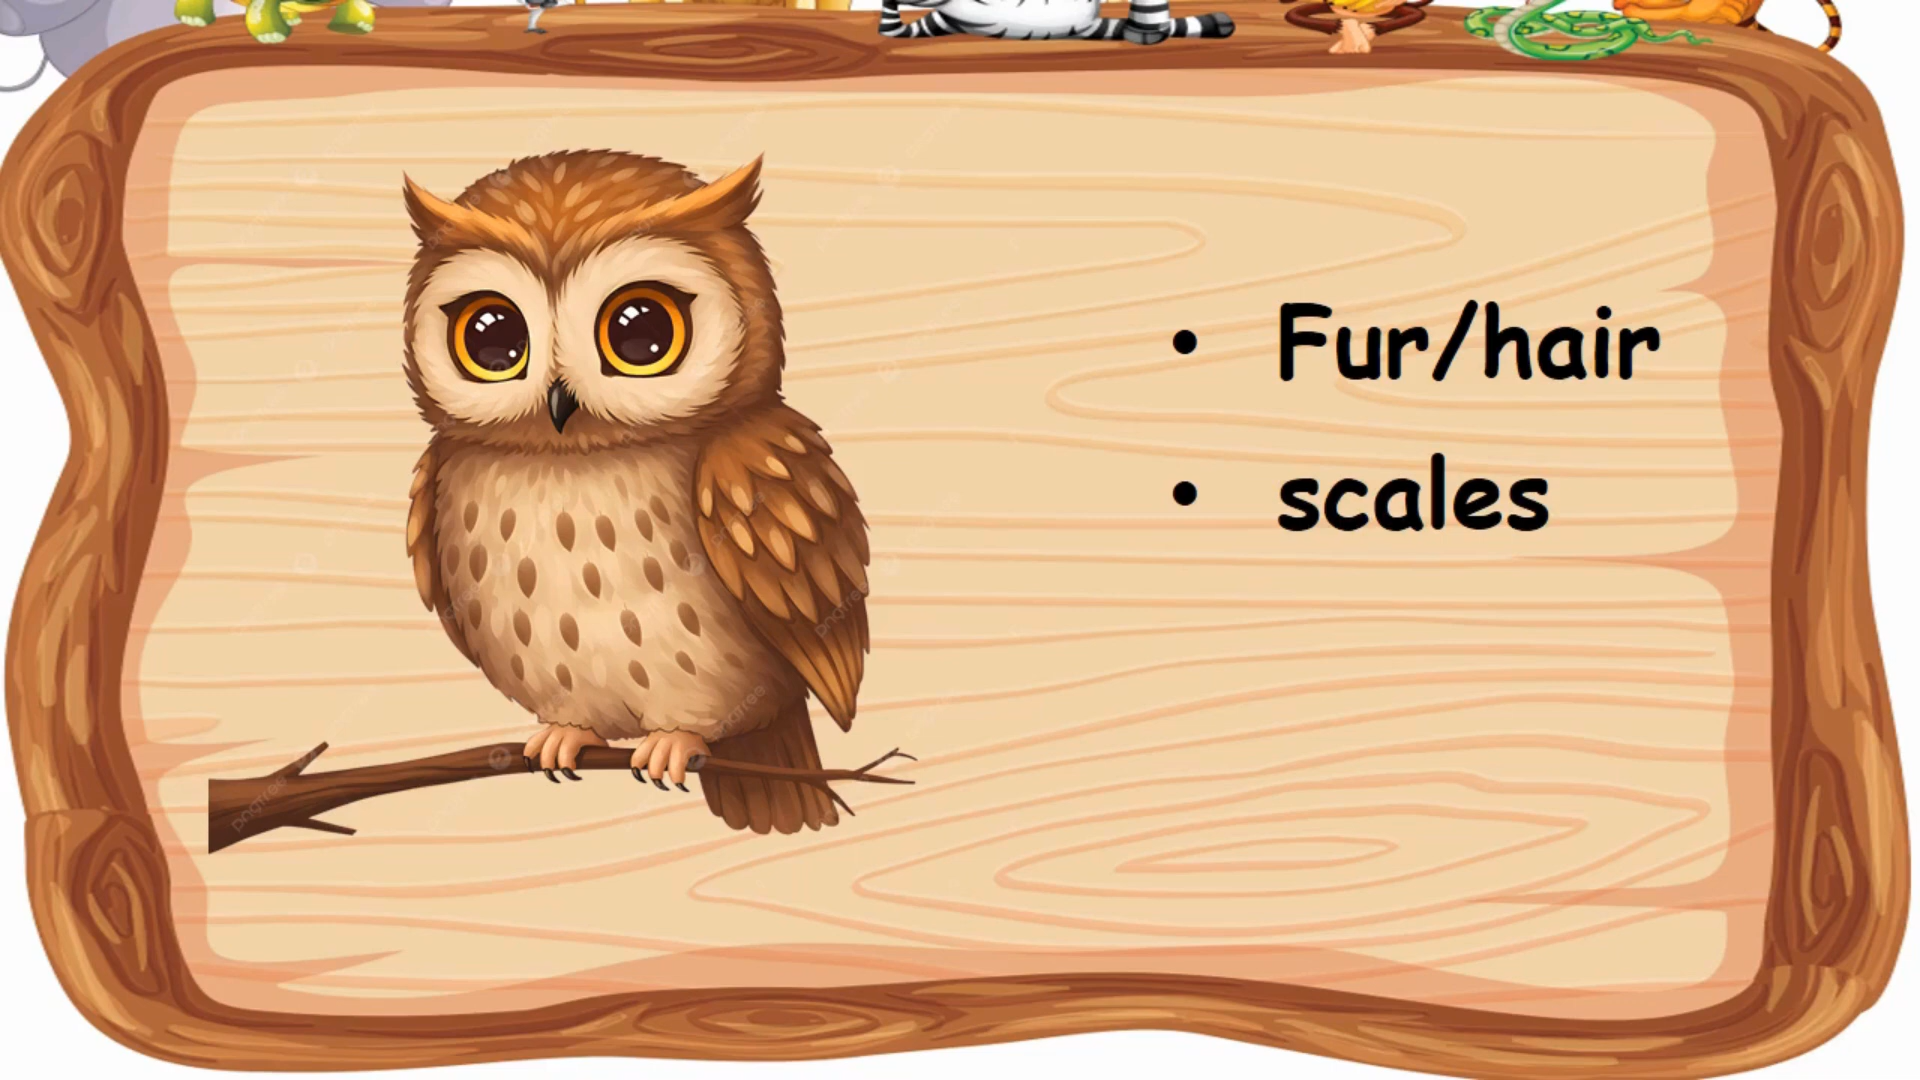 • Fur/hair
• scales